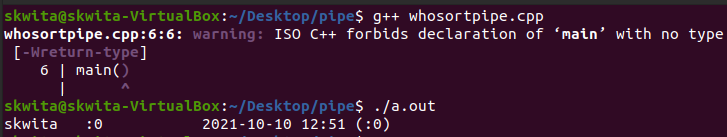 skwita@skwita-VirtualBox:~/Desktop/pipe$ g++ whosortpipe.cpp
whosortpipe.cpp:6:6: warning: ISO C++ forbids declaration of ‘main’ with no type
[-Wreturn-type]
6 | main()
| ^
skwita@skwita-VirtualBox:~/Desktop/pipe$ ./a.out
skwita :0 2021-10-10 12:51 (:0)